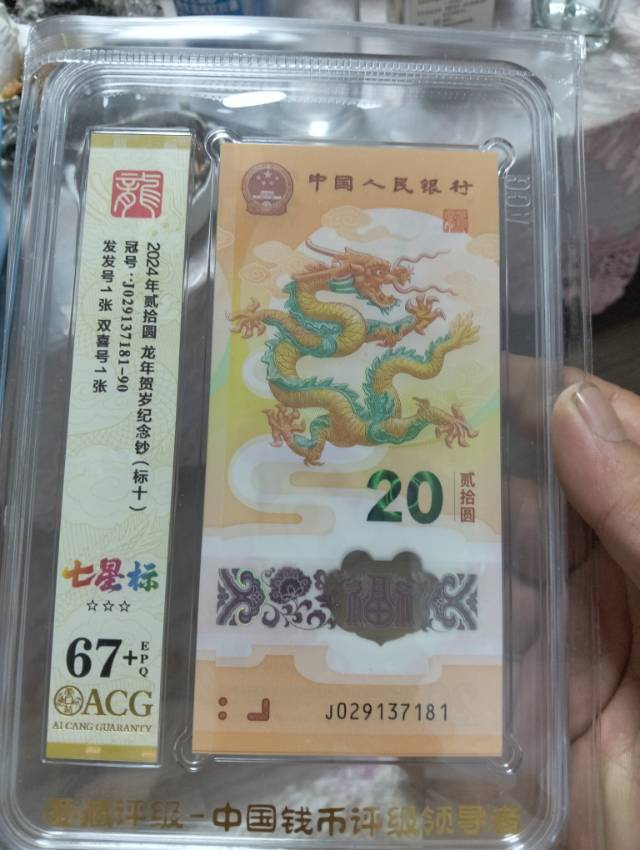 龍
2024年贰拾圆 龙年贺岁纪念钞(标十)
冠号:J029137181-90
发发号1张 双喜号1张
七星标
☆☆☆
67+EPQ
ACG
AI CANG GUARANTY
中国人民银行
20
贰拾圆
福
J029137181
ACG
爱藏评级-中国钱币评级领导者